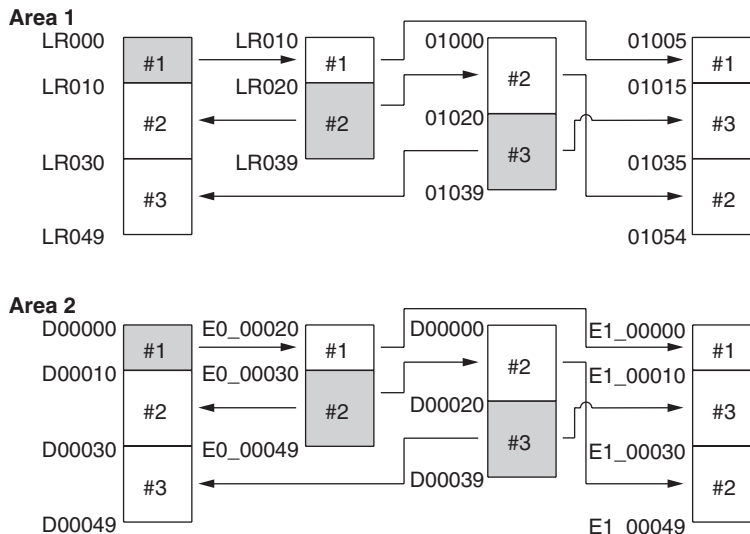 Area 1
LR000 LR010 01000 01005
#1 #1 #2 #1
LR010 LR020 01020 01015
#2 #2 #3 #3
LR030 LR039 01039 01035
#3 #2
LR049 01054
Area 2
D00000 E0_00020 D00000 E1_00000
#1 #1 #2 #1
D00010 E0_00030 D00020 E1_00010
#2 #2 #3 #3
D00030 E0_00049 D00039 E1_00030
#3 #2
D00049 E1_00049